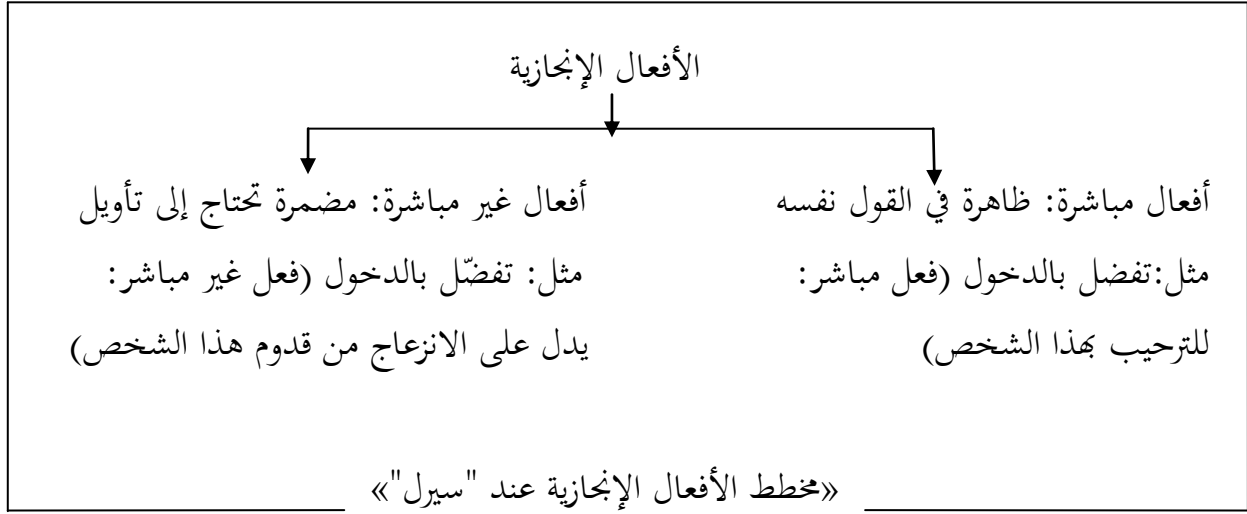 الأفعال الإنجازية
أفعال مباشرة: ظاهرة في القول نفسه
مثل:تفضل بالدخول (فعل مباشر:
للترحيب بهذا الشخص)
أفعال غير مباشرة: مضمرة تحتاج إلى تأويل
مثل: تفضّل بالدخول (فعل غير مباشر:
يدل على الانزعاج من قدوم هذا الشخص)
«مخطط الأفعال الإنجازية عند "سيرل"»